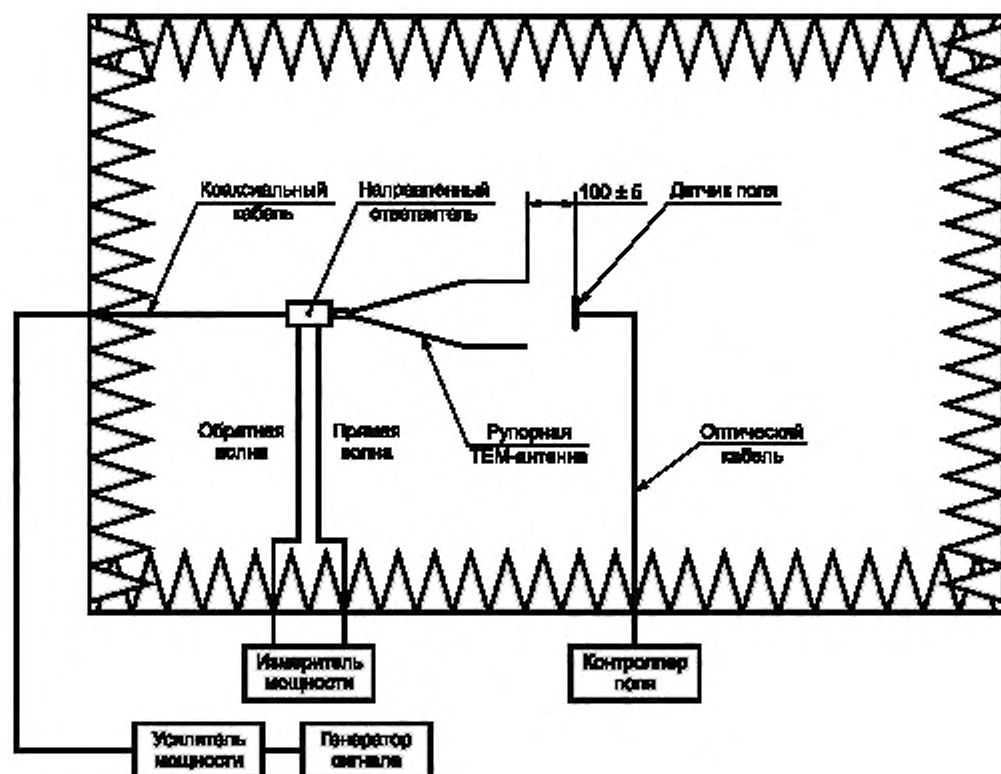 Коаксиальный
кабель
Направленный
ответвитель
100 ± 5
Датчик поля
Обратная
волна
Прямая
волна
Рупорная
ТЕМ-антенна
Оптический
кабель
Измеритель
мощности
Контроллер
поля
Усилитель
мощности
Генератор
сигнала